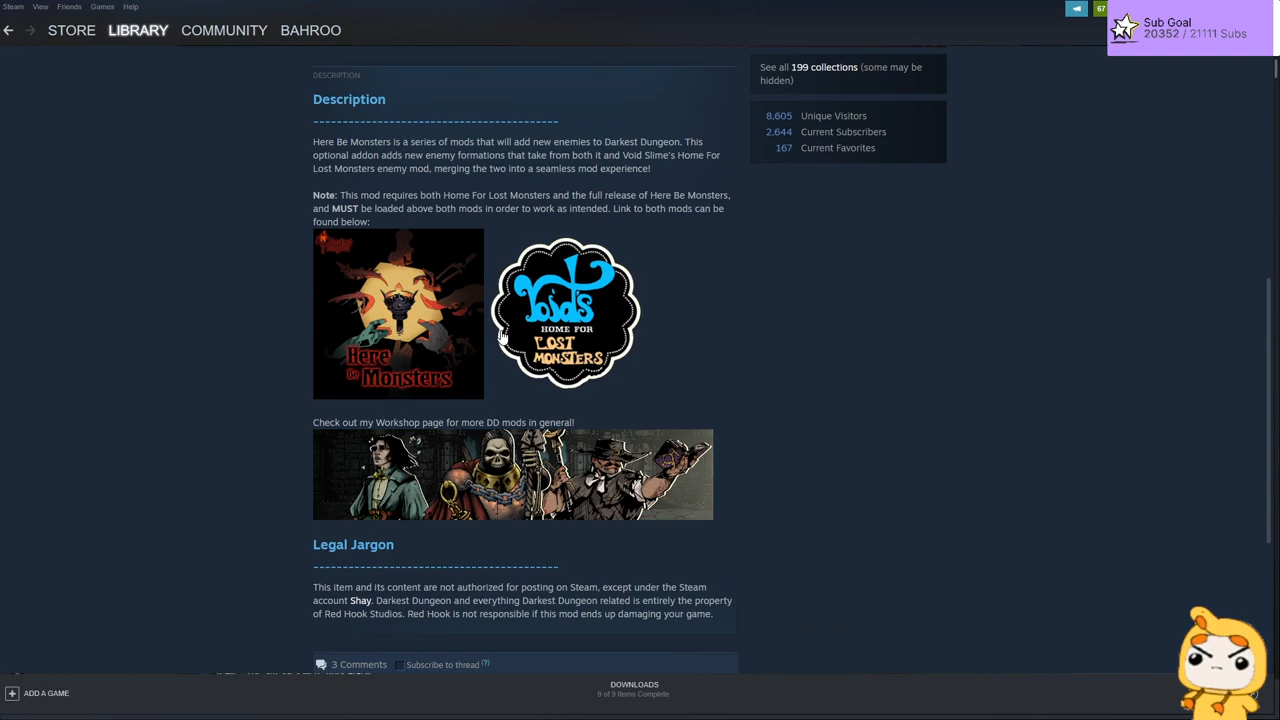 Steam View Friends Games Help
67
Sub Goal
20352 / 21111 Subs
STORE LIBRARY COMMUNITY BAHROO
See all 199 collections (some may be
hidden)
8,605 Unique Visitors
2,644 Current Subscribers
167 Current Favorites
DESCRIPTION
Description
Here Be Monsters is a series of mods that will add new enemies to Darkest Dungeon. This
optional addon adds new enemy formations that take from both it and Void Slime's Home For
Lost Monsters enemy mod, merging the two into a seamless mod experience!
Note: This mod requires both Home For Lost Monsters and the full release of Here Be Monsters,
and MUST be loaded above both mods in order to work as intended. Link to both mods can be
found below:
Here
Be Monsters
Void's
HOME FOR
LOST
MONSTERS
Check out my Workshop page for more DD mods in general!
Legal Jargon
This item and its content are not authorized for posting on Steam, except under the Steam
account Shay. Darkest Dungeon and everything Darkest Dungeon related is entirely the property
of Red Hook Studios. Red Hook is not responsible if this mod ends up damaging your game.
3 Comments Subscribe to thread (?)
ADD A GAME
DOWNLOADS
9 of 9 Items Complete